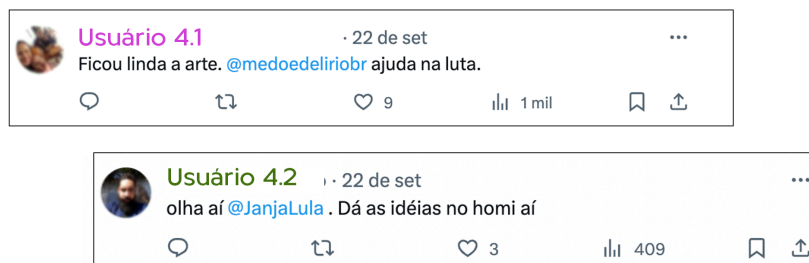 Usuário 4.1 · 22 de set
Ficou linda a arte. @medoedeliriobr ajuda na luta.
9 1 mil
Usuário 4.2 · 22 de set
olha aí @JanjaLula . Dá as idéias no homi aí
3 409